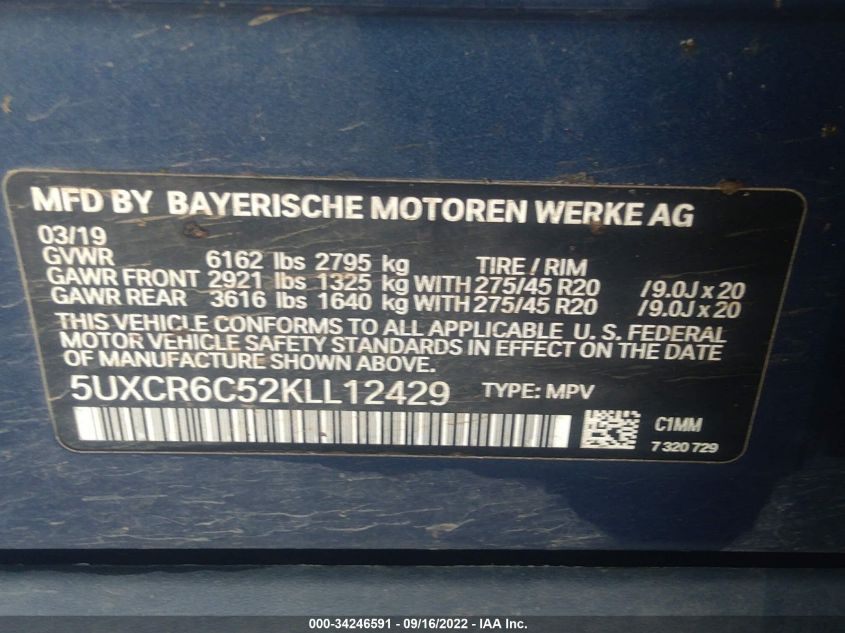 MFD BY BAYERISCHE MOTOREN WERKE AG
03/19
GVWR 6162 lbs 2795 kg TIRE / RIM
GAWR FRONT 2921 lbs 1325 kg WITH 275/45 R20 /9.0J x 20
GAWR REAR 3616 lbs 1640 kg WITH 275/45 R20 /9.0J x 20
THIS VEHICLE CONFORMS TO ALL APPLICABLE U. S. FEDERAL
MOTOR VEHICLE SAFETY STANDARDS IN EFFECT ON THE DATE
OF MANUFACTURE SHOWN ABOVE.
5UXCR6C52KLL12429 TYPE: MPV
C1MM
7 320 729
000-34246591 - 09/16/2022 - IAA Inc.